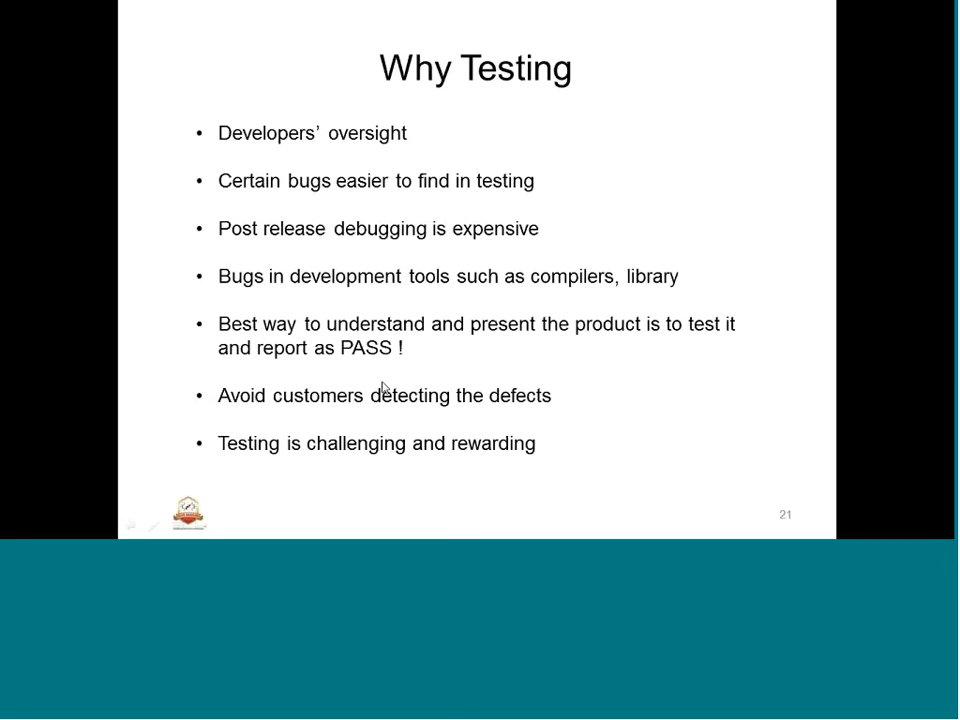 Why Testing
• Developers’ oversight
• Certain bugs easier to find in testing
• Post release debugging is expensive
• Bugs in development tools such as compilers, library
• Best way to understand and present the product is to test it
and report as PASS !
• Avoid customers detecting the defects
• Testing is challenging and rewarding
21